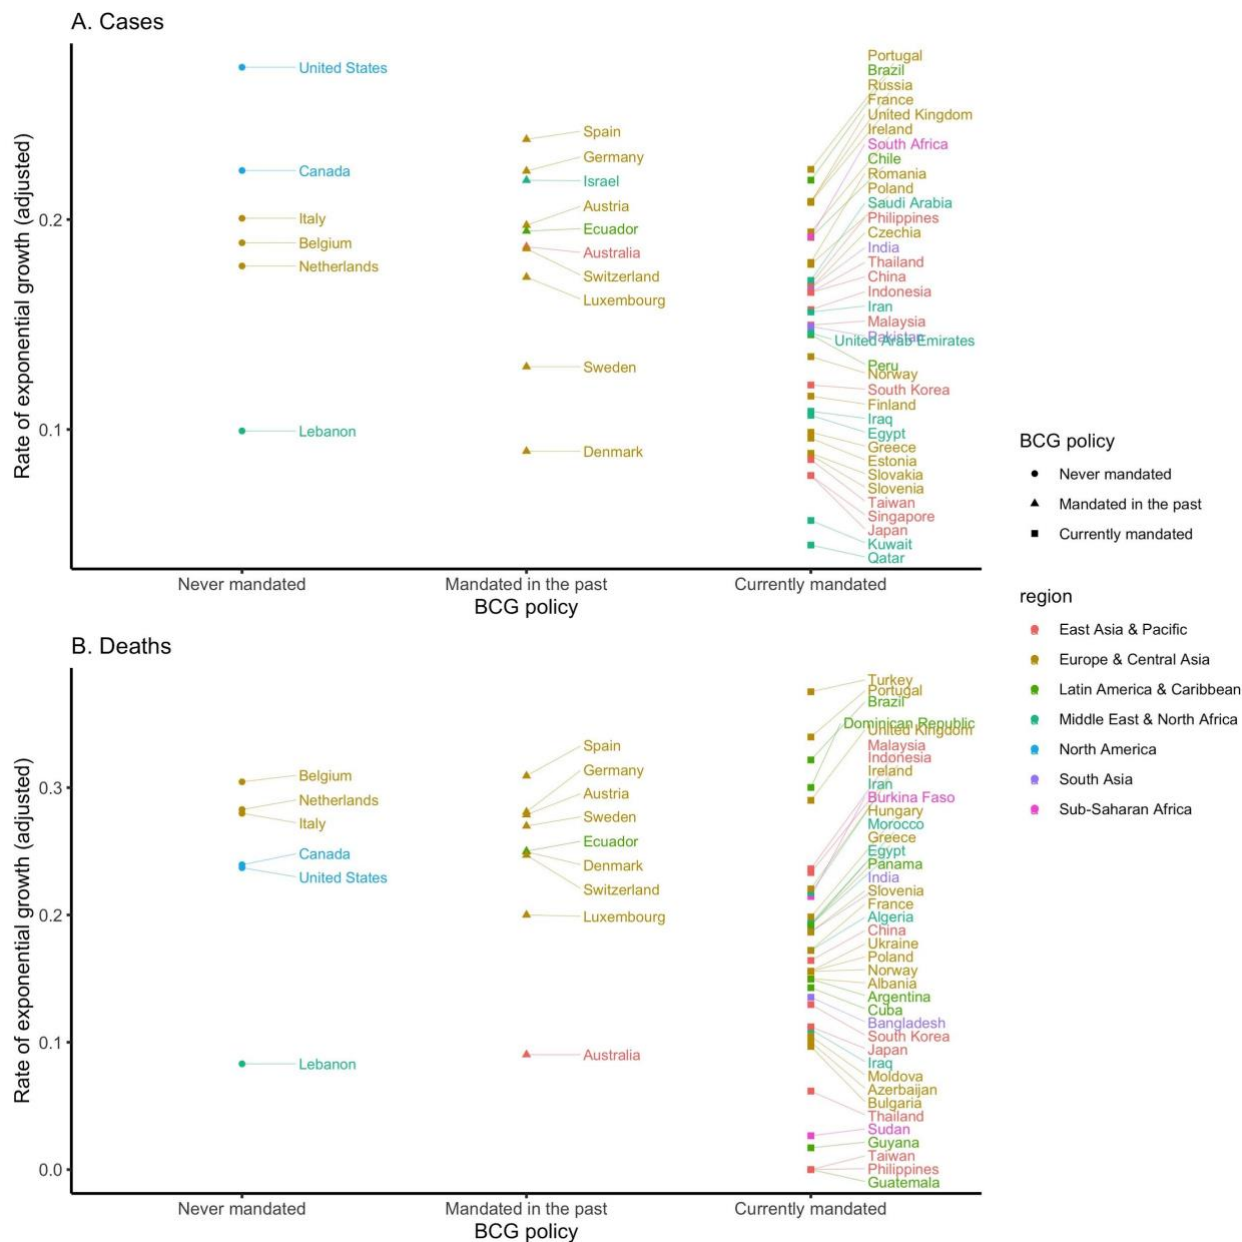 A. Cases
Rate of exponential growth (adjusted)
0.2
0.1
United States
Canada
Italy
Belgium
Netherlands
Lebanon
Spain
Germany
Israel
Austria
Ecuador
Australia
Switzerland
Luxembourg
Sweden
Denmark
Portugal
Brazil
Russia
France
United Kingdom
Ireland
South Africa
Chile
Romania
Poland
Saudi Arabia
Philippines
Czechia
India
Thailand
China
Indonesia
Iran
Malaysia
Pakistan
United Arab Emirates
Peru
Norway
South Korea
Finland
Iraq
Egypt
Greece
Estonia
Slovakia
Slovenia
Taiwan
Singapore
Japan
Kuwait
Qatar
Never mandated
Mandated in the past
Currently mandated
BCG policy
BCG policy
Never mandated
Mandated in the past
Currently mandated
region
East Asia & Pacific
Europe & Central Asia
Latin America & Caribbean
Middle East & North Africa
North America
South Asia
Sub-Saharan Africa
B. Deaths
Rate of exponential growth (adjusted)
0.3
0.2
0.1
0.0
Belgium
Netherlands
Italy
Canada
United States
Lebanon
Spain
Germany
Austria
Sweden
Ecuador
Denmark
Switzerland
Luxembourg
Australia
Turkey
Portugal
Brazil
Dominican Republic
United Kingdom
Malaysia
Indonesia
Ireland
Iran
Burkina Faso
Hungary
Morocco
Greece
Egypt
Panama
India
Slovenia
France
Algeria
China
Ukraine
Poland
Norway
Albania
Argentina
Cuba
Bangladesh
South Korea
Japan
Iraq
Moldova
Azerbaijan
Bulgaria
Thailand
Sudan
Guyana
Taiwan
Philippines
Guatemala
Never mandated
Mandated in the past
Currently mandated
BCG policy